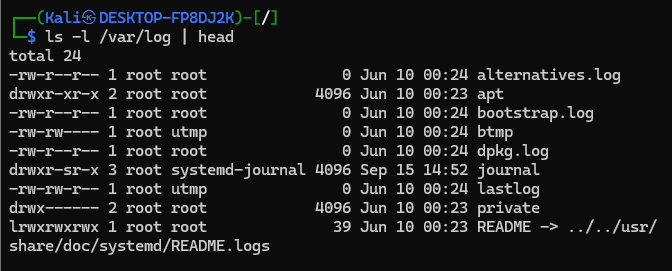 ┌──(Kali㉿DESKTOP-FP8DJ2K)-[/]
└─$ ls -l /var/log | head
total 24
-rw-r--r-- 1 root root                0 Jun 10 00:24 alternatives.log
drwxr-xr-x 2 root root             4096 Jun 10 00:23 apt
-rw-r--r-- 1 root root                0 Jun 10 00:24 bootstrap.log
-rw-rw---- 1 root utmp                0 Jun 10 00:24 btmp
-rw-r--r-- 1 root root                0 Jun 10 00:24 dpkg.log
drwxr-sr-x 3 root systemd-journal 4096 Sep 15 14:52 journal
-rw-rw-r-- 1 root utmp                0 Jun 10 00:24 lastlog
drwx------ 2 root root             4096 Jun 10 00:23 private
lrwxrwxrwx 1 root root               39 Jun 10 00:23 README -> ../../usr/
share/doc/systemd/README.logs